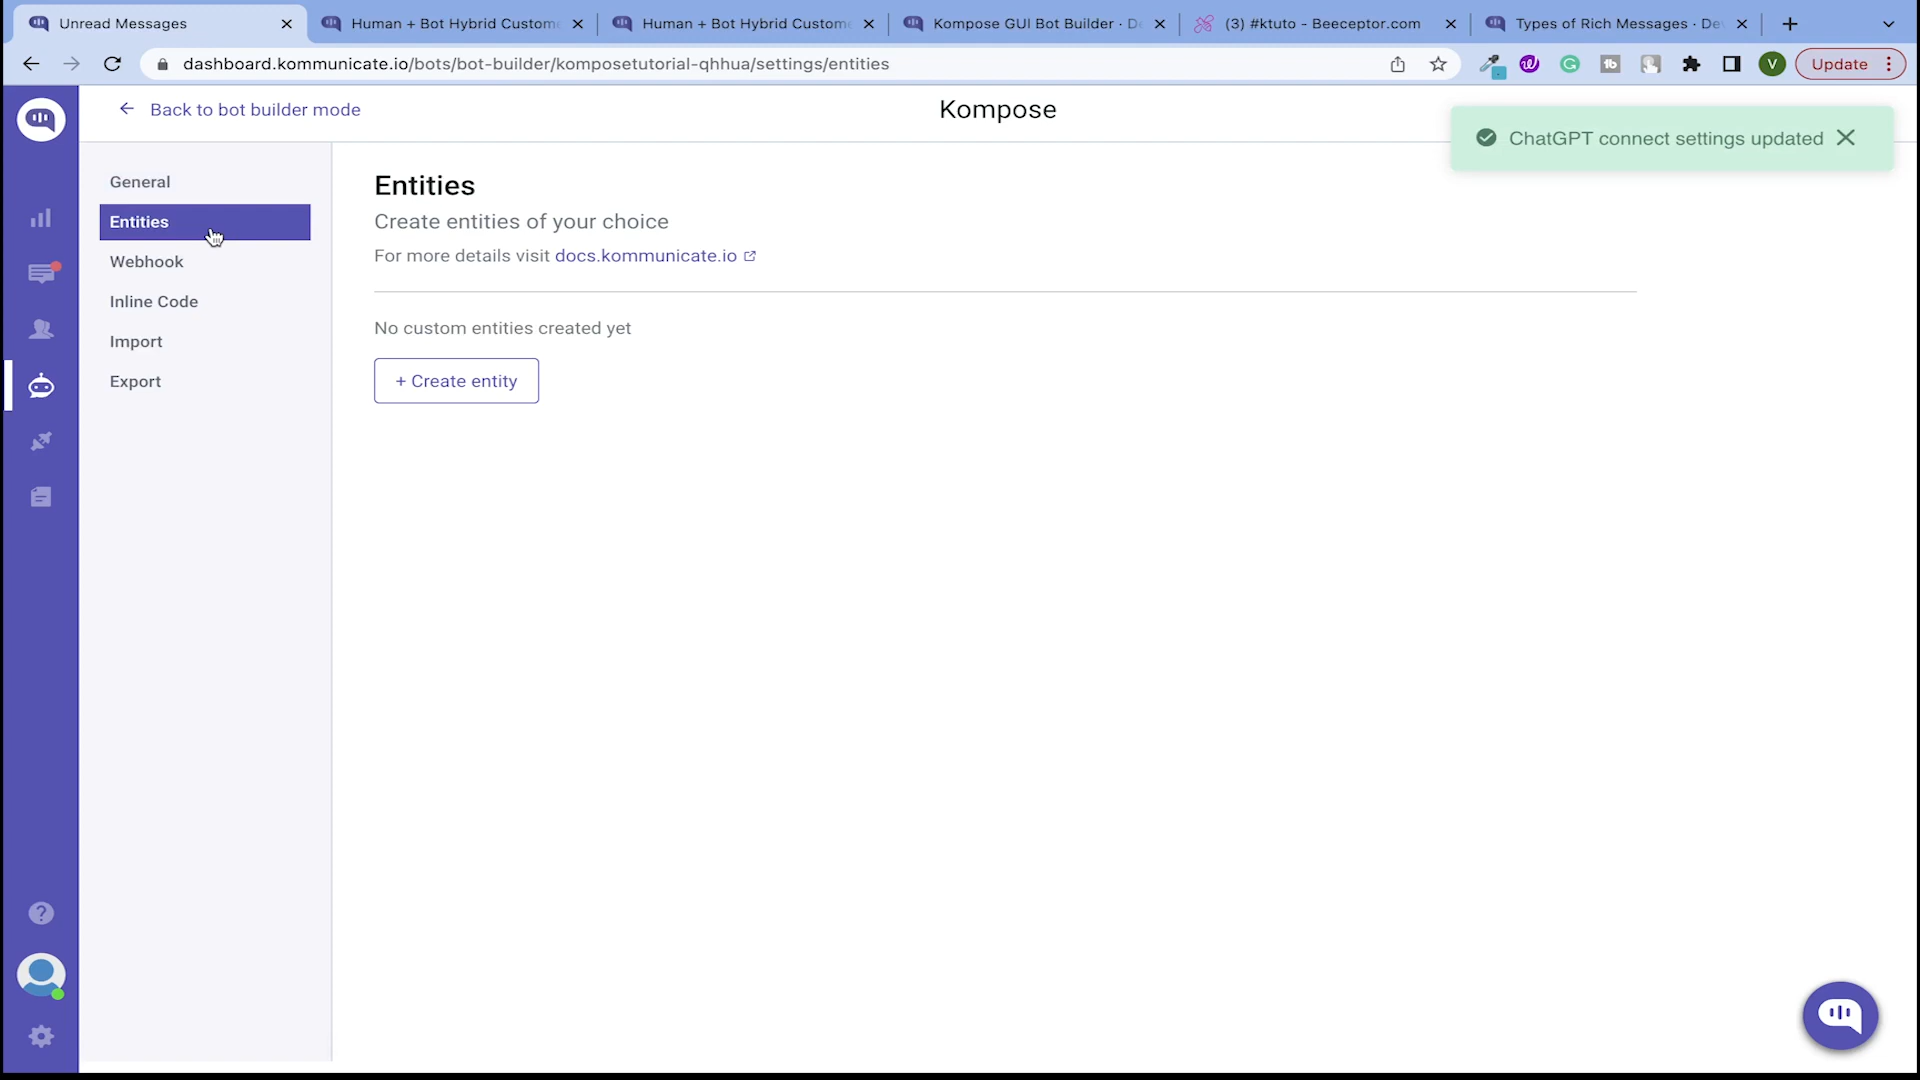 Unread Messages
Human + Bot Hybrid Custome
Human + Bot Hybrid Custome
Kompose GUI Bot Builder · De
(3) #ktuto - Beeceptor.com
Types of Rich Messages · De
dashboard.kommunicate.io/bots/bot-builder/komposetutorial-qhhua/settings/entities
V
Update
Back to bot builder mode
Kompose
ChatGPT connect settings updated
General
Entities
Webhook
Inline Code
Import
Export
Entities
Create entities of your choice
For more details visit docs.kommunicate.io
No custom entities created yet
+ Create entity